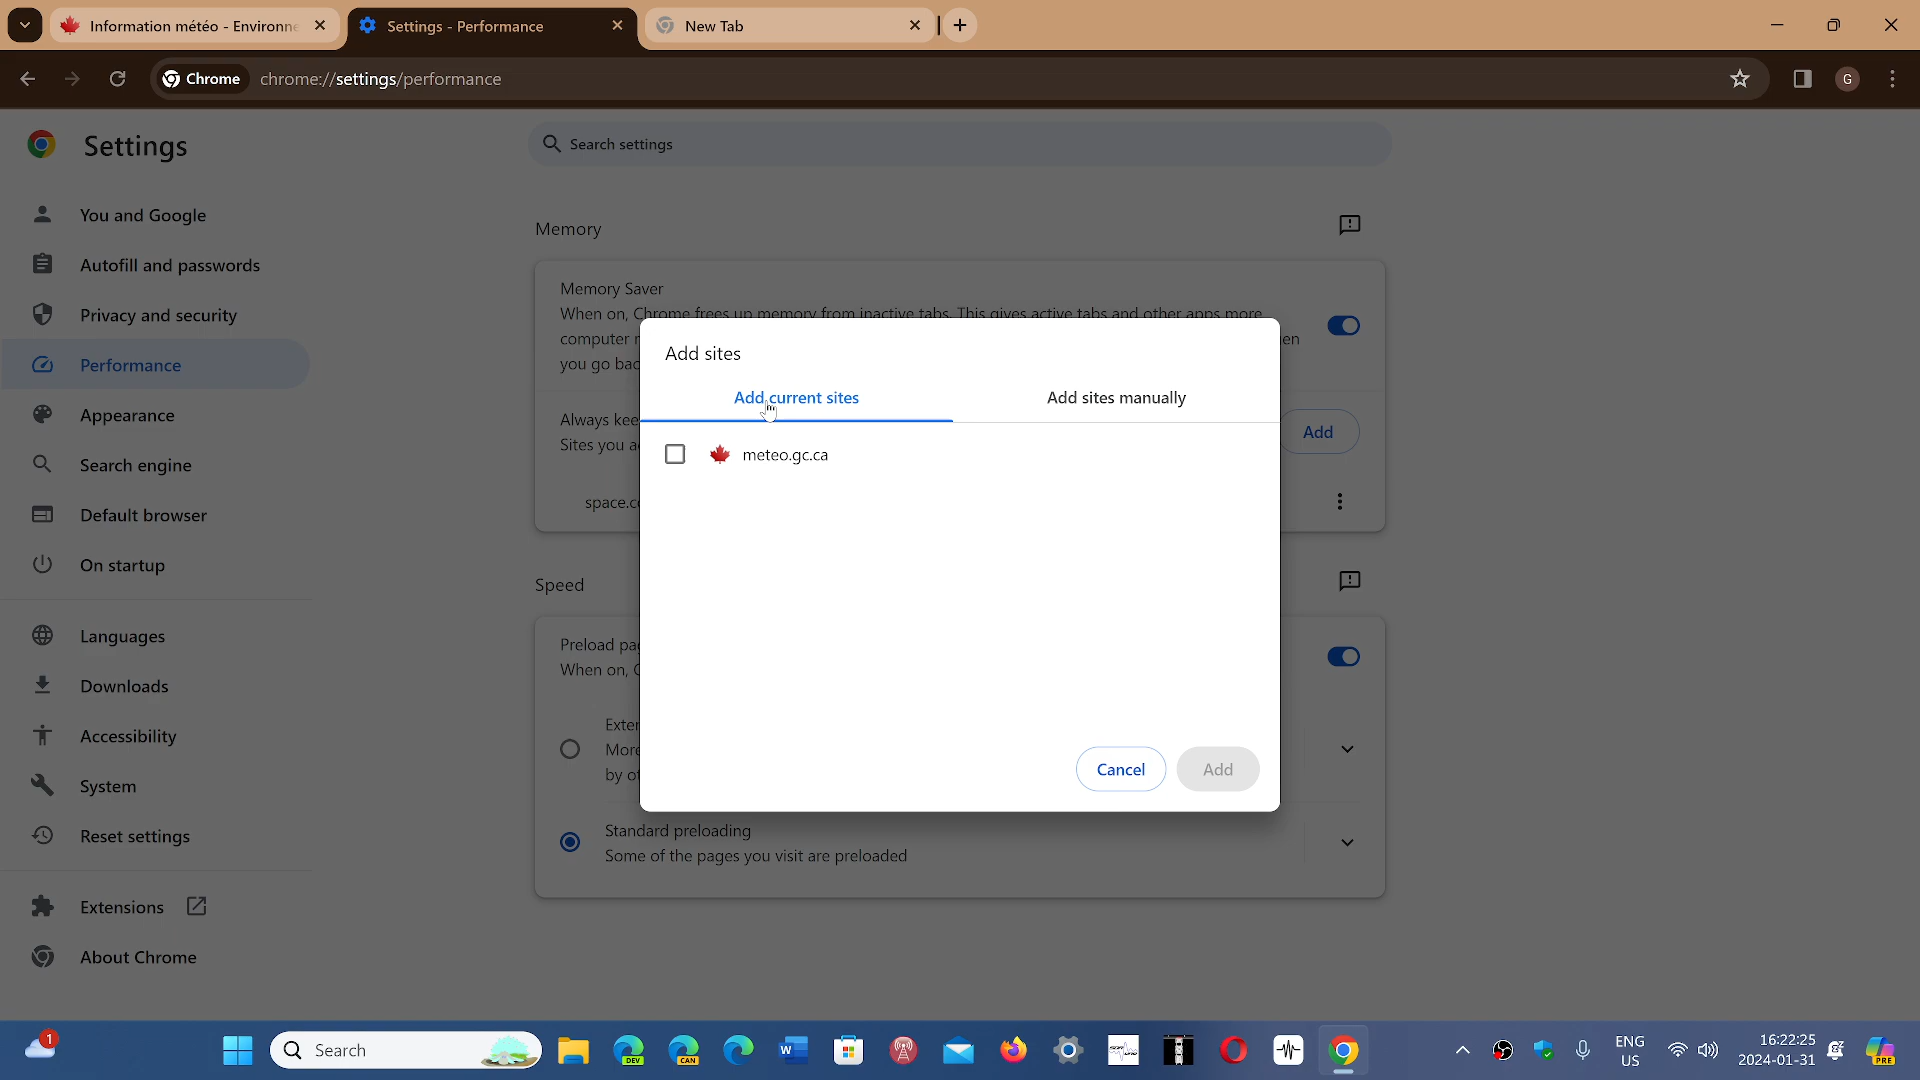 Information météo - Environne
Settings - Performance
New Tab
Chrome
chrome://settings/performance
G
Settings
Search settings
You and Google
Autofill and passwords
Privacy and security
Performance
Appearance
Search engine
Default browser
On startup
Languages
Downloads
Accessibility
System
Reset settings
Extensions
About Chrome
Memory
Memory Saver
When on, Chrome frees up memory from inactive tabs. This gives active tabs and other apps more
computer
you go bac
Always kee
Sites you a
Add
space.c
Add sites
Add current sites
Add sites manually
meteo.gc.ca
Cancel
Add
Speed
Preload pa
When on, C
Exte
More
by ot
Standard preloading
Some of the pages you visit are preloaded
1
Search
DEV
CAN
W
ENG
US
16:22:25
2024-01-31
PRE